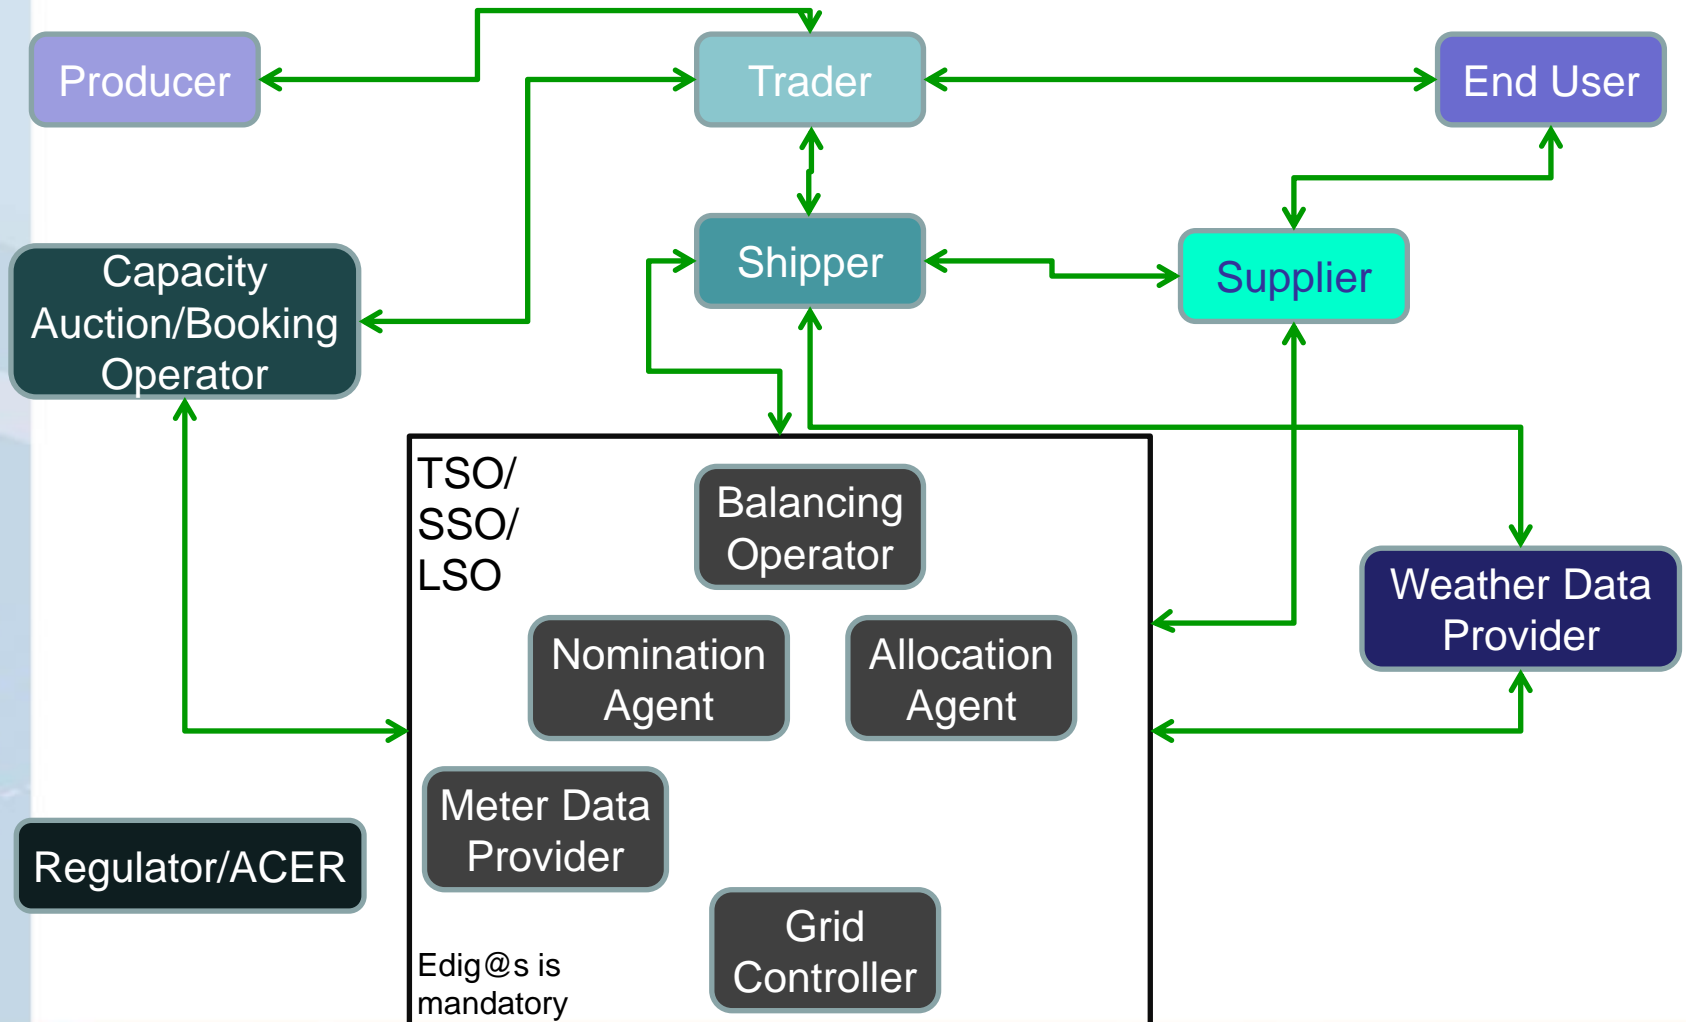 Producer
Trader
End User
Capacity
Auction/Booking
Operator
Shipper
Supplier
TSO/
SSO/
LSO
Balancing
Operator
Nomination
Agent
Allocation
Agent
Weather Data
Provider
Meter Data
Provider
Regulator/ACER
Grid
Controller
Edig@s is
mandatory